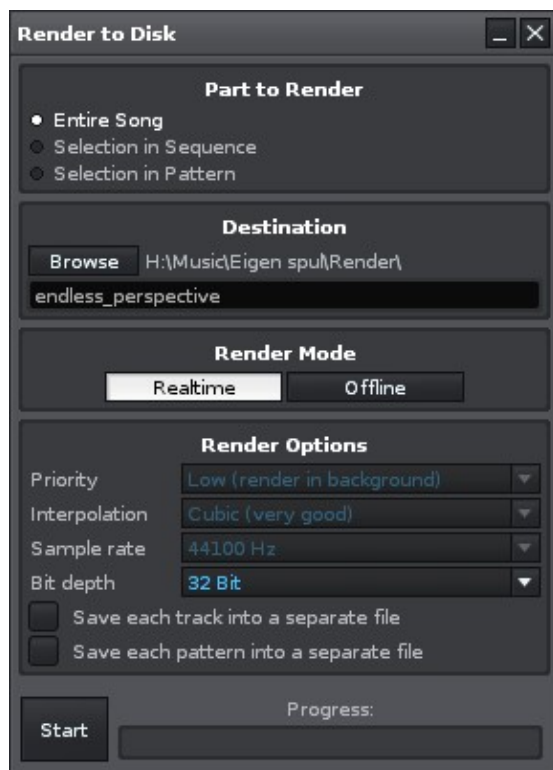 Render to Disk
Part to Render
Entire Song
Selection in Sequence
Selection in Pattern
Destination
Browse H:\Music\Eigen spul\Render\
endless_perspective
Render Mode
Realtime Offline
Render Options
Priority Low (render in background)
Interpolation Cubic (very good)
Sample rate 44100 Hz
Bit depth 32 Bit
Save each track into a separate file
Save each pattern into a separate file
Progress:
Start